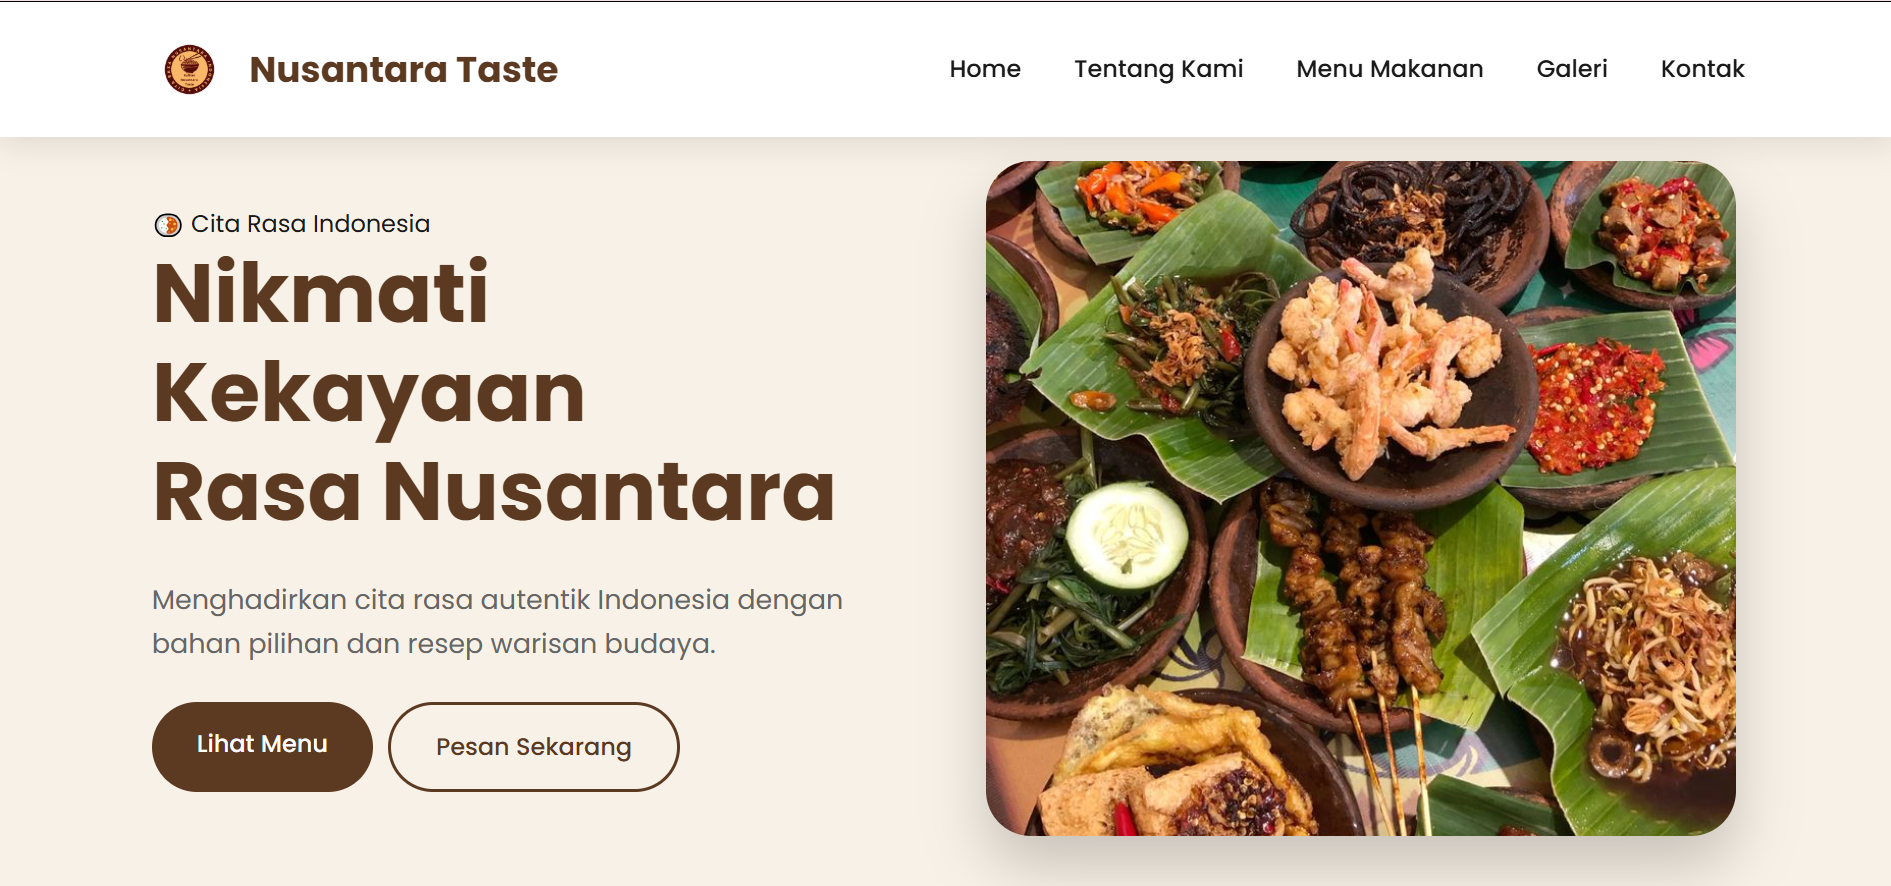 Nusantara Taste
Home Tentang Kami Menu Makanan Galeri Kontak
Cita Rasa Indonesia
Nikmati
Kekayaan
Rasa Nusantara
Menghadirkan cita rasa autentik Indonesia dengan
bahan pilihan dan resep warisan budaya.
Lihat Menu
Pesan Sekarang